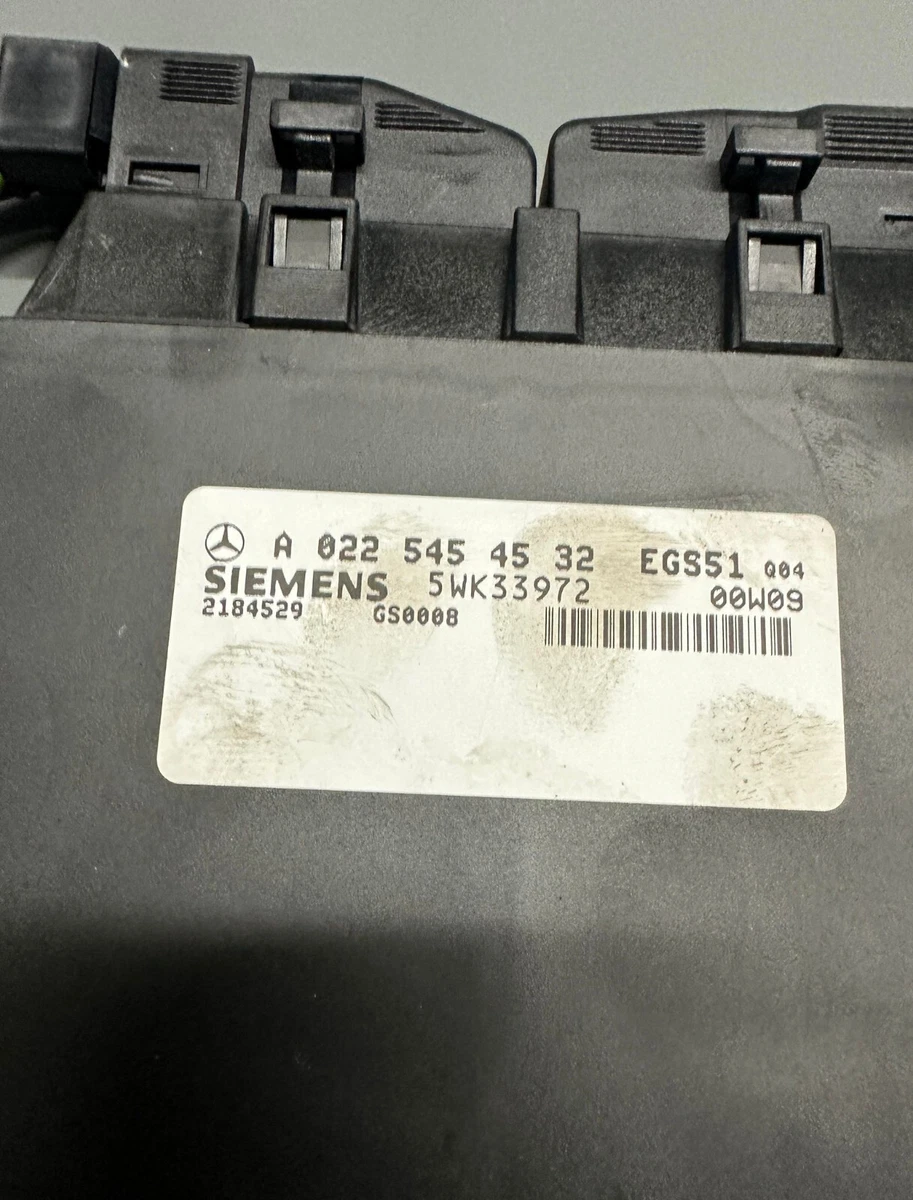 A 022 545 45 32 EGS51 Q04
SIEMENS 5WK33972 00W09
2184529 GS0008